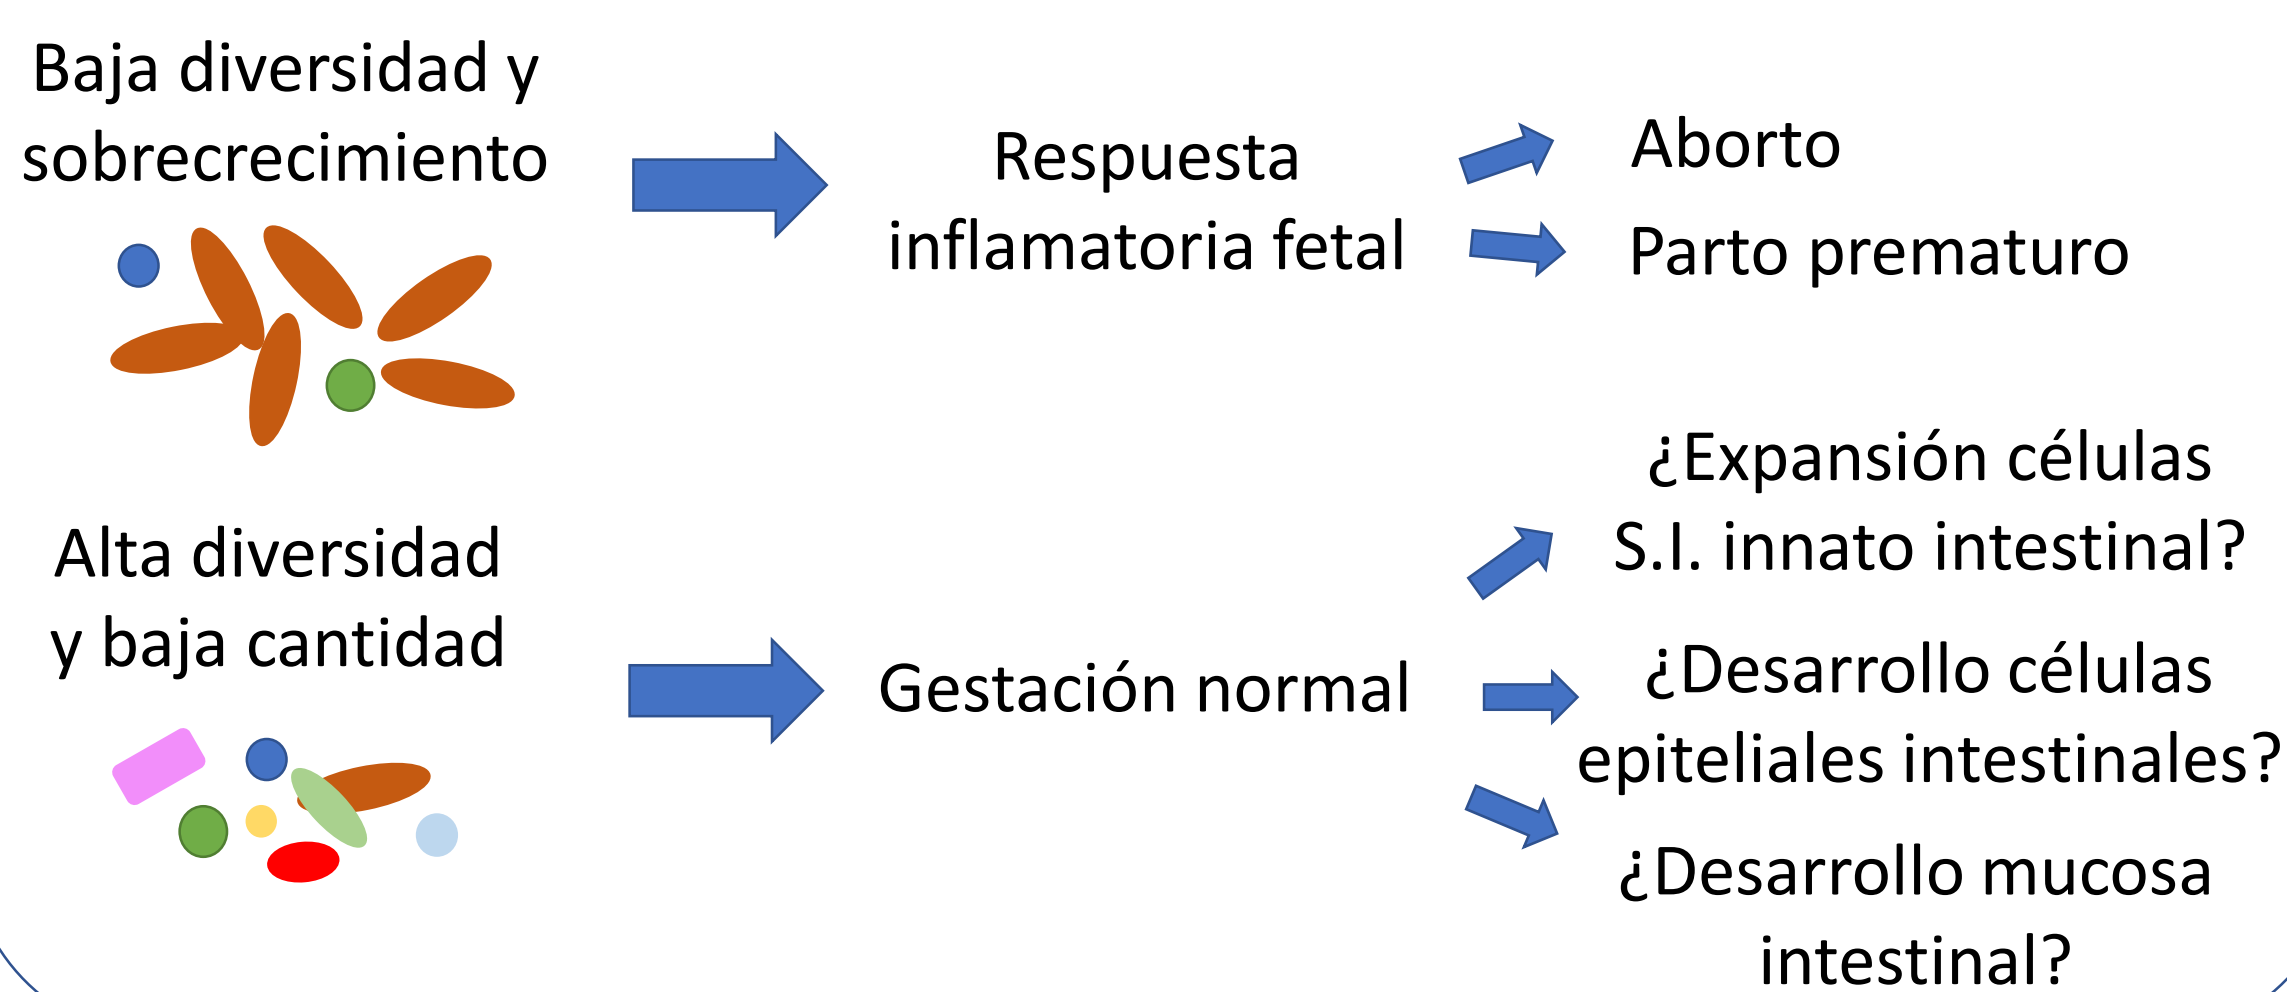 Baja diversidad y
sobrecrecimiento
Respuesta
inflamatoria fetal
Aborto
Parto prematuro
Alta diversidad
y baja cantidad
Gestación normal
¿Expansión células
S.I. innato intestinal?
¿Desarrollo células
epiteliales intestinales?
¿Desarrollo mucosa
intestinal?